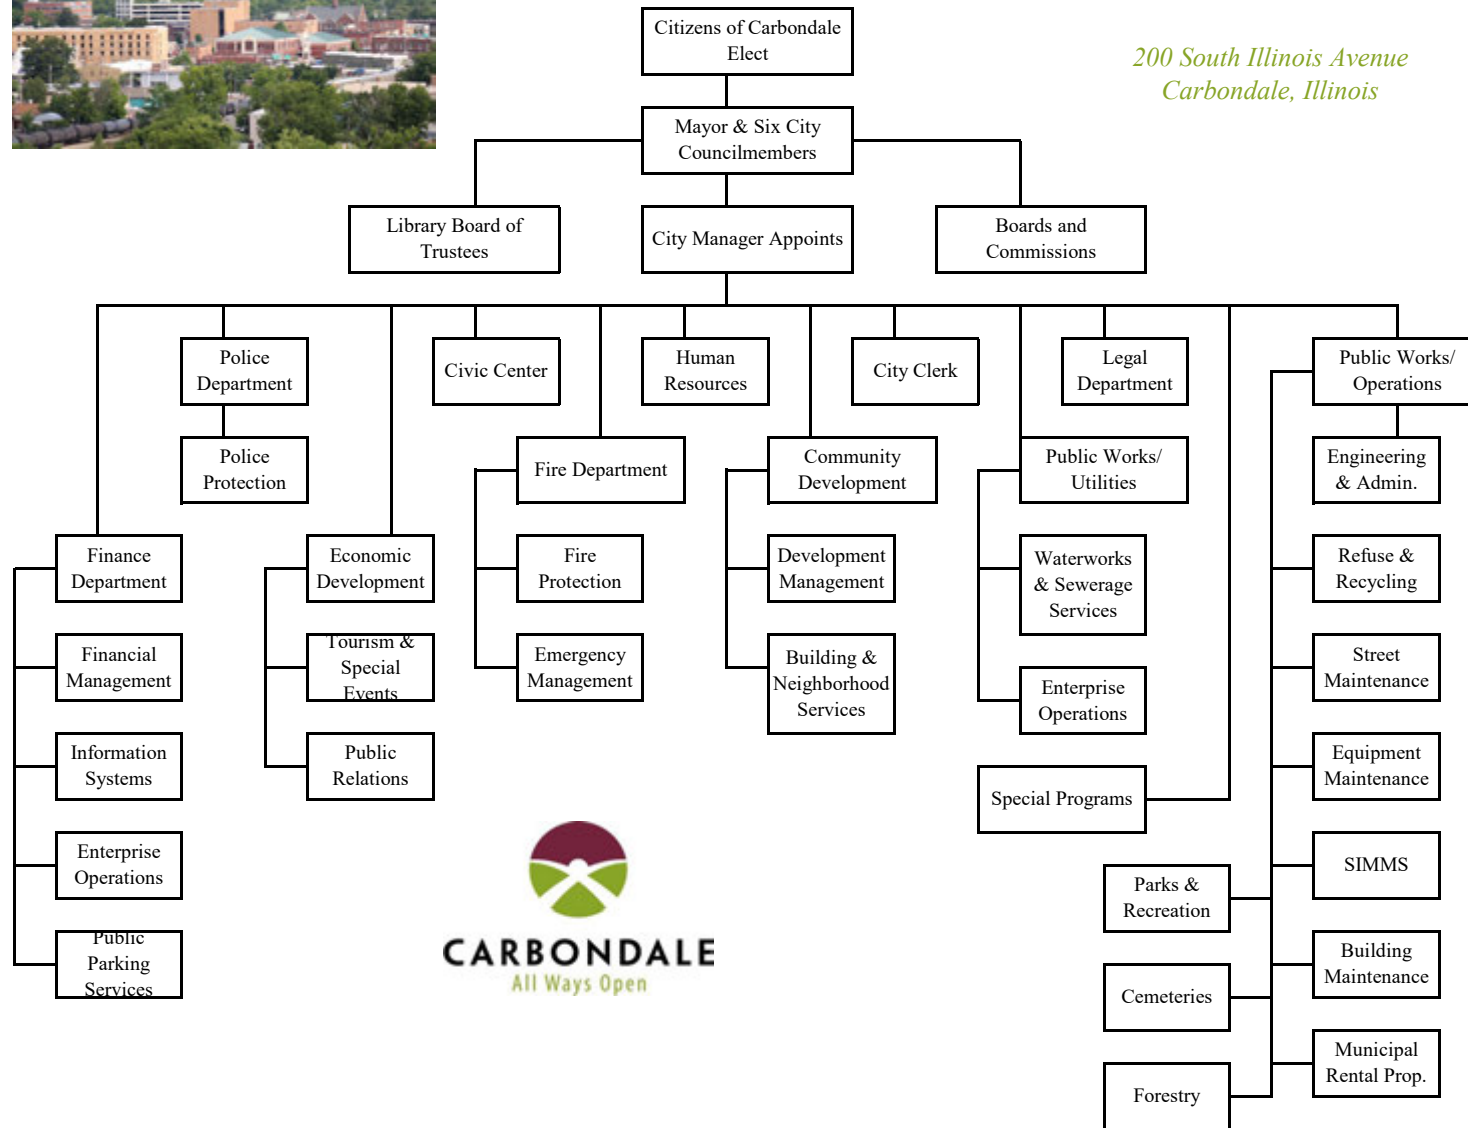 Citizens of Carbondale
Elect
200 South Illinois Avenue
Carbondale, Illinois
Mayor & Six City
Councilmembers
Library Board of
Trustees
City Manager Appoints
Boards and
Commissions
Police
Department
Civic Center
Human
Resources
City Clerk
Legal
Department
Public Works/
Operations
Police
Protection
Fire Department
Community
Development
Public Works/
Utilities
Engineering
& Admin.
Finance
Department
Economic
Development
Fire
Protection
Development
Management
Waterworks
& Sewerage
Services
Refuse &
Recycling
Financial
Management
Tourism &
Special
Events
Emergency
Management
Building &
Neighborhood
Services
Enterprise
Operations
Street
Maintenance
Information
Systems
Public
Relations
Special Programs
Equipment
Maintenance
Enterprise
Operations
Parks &
Recreation
SIMMS
Public
Parking
Services
CARBONDALE
All Ways Open
Cemeteries
Building
Maintenance
Forestry
Municipal
Rental Prop.